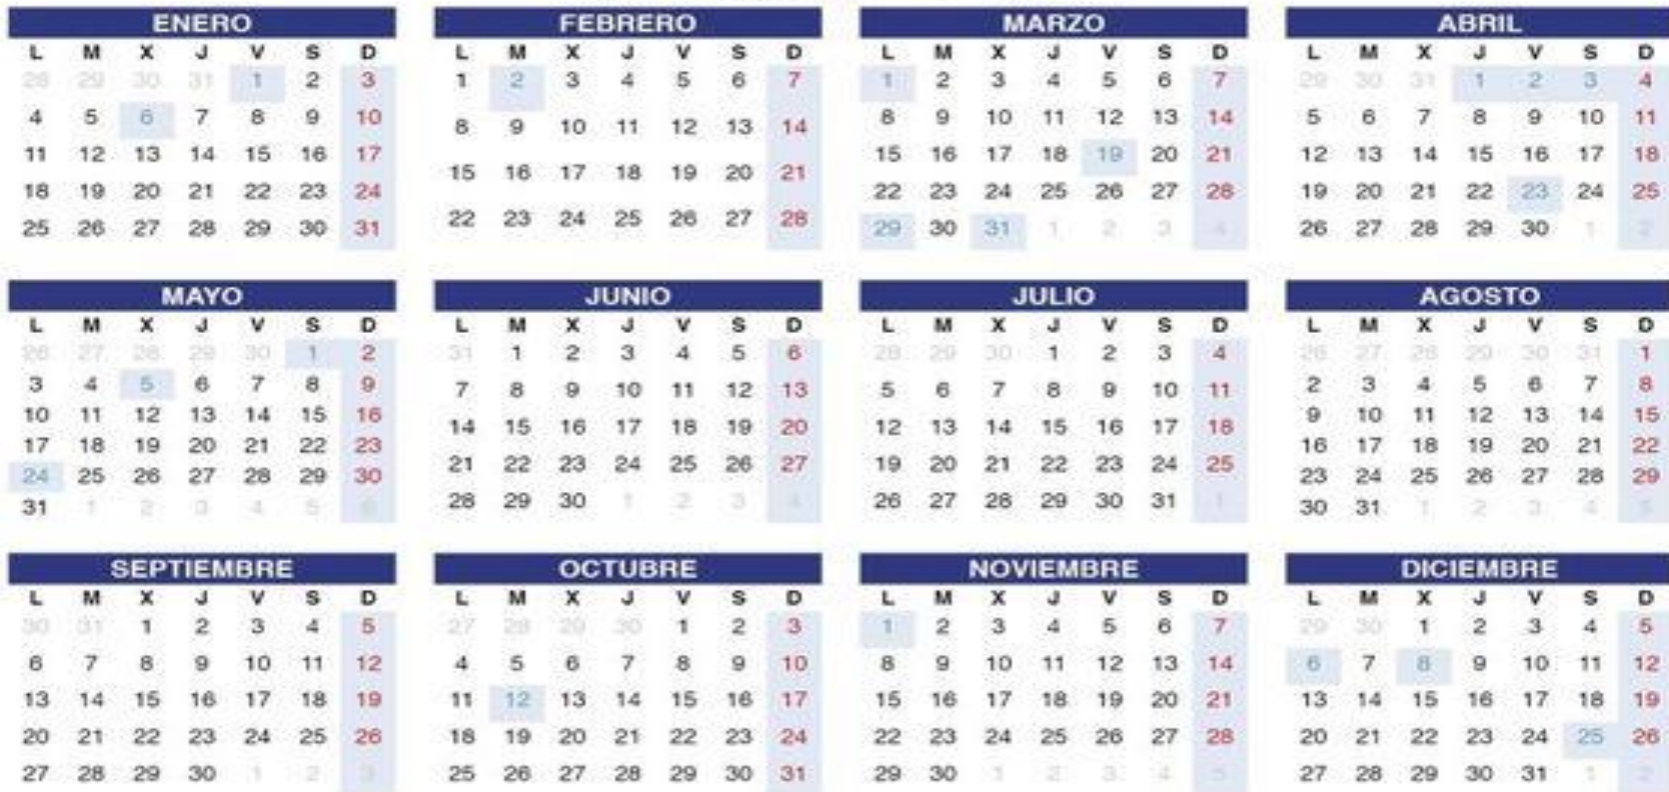 ENERO
L M X J V S D
28 29 30 31 1 2 3
4 5 6 7 8 9 10
11 12 13 14 15 16 17
18 19 20 21 22 23 24
25 26 27 28 29 30 31
FEBRERO
L M X J V S D
1 2 3 4 5 6 7
8 9 10 11 12 13 14
15 16 17 18 19 20 21
22 23 24 25 26 27 28
MARZO
L M X J V S D
1 2 3 4 5 6 7
8 9 10 11 12 13 14
15 16 17 18 19 20 21
22 23 24 25 26 27 28
29 30 31 1 2 3 4
ABRIL
L M X J V S D
29 30 31 1 2 3 4
5 6 7 8 9 10 11
12 13 14 15 16 17 18
19 20 21 22 23 24 25
26 27 28 29 30 1 2
MAYO
L M X J V S D
26 27 28 29 30 1 2
3 4 5 6 7 8 9
10 11 12 13 14 15 16
17 18 19 20 21 22 23
24 25 26 27 28 29 30
31 1 2 3 4 5 6
JUNIO
L M X J V S D
31 1 2 3 4 5 6
7 8 9 10 11 12 13
14 15 16 17 18 19 20
21 22 23 24 25 26 27
28 29 30 1 2 3 4
JULIO
L M X J V S D
28 29 30 1 2 3 4
5 6 7 8 9 10 11
12 13 14 15 16 17 18
19 20 21 22 23 24 25
26 27 28 29 30 31 1
AGOSTO
L M X J V S D
26 27 28 29 30 31 1
2 3 4 5 6 7 8
9 10 11 12 13 14 15
16 17 18 19 20 21 22
23 24 25 26 27 28 29
30 31 1 2 3 4 5
SEPTIEMBRE
L M X J V S D
30 31 1 2 3 4 5
6 7 8 9 10 11 12
13 14 15 16 17 18 19
20 21 22 23 24 25 26
27 28 29 30 1 2 3
OCTUBRE
L M X J V S D
27 28 29 30 1 2 3
4 5 6 7 8 9 10
11 12 13 14 15 16 17
18 19 20 21 22 23 24
25 26 27 28 29 30 31
NOVIEMBRE
L M X J V S D
1 2 3 4 5 6 7
8 9 10 11 12 13 14
15 16 17 18 19 20 21
22 23 24 25 26 27 28
29 30 1 2 3 4 5
DICIEMBRE
L M X J V S D
29 30 1 2 3 4 5
6 7 8 9 10 11 12
13 14 15 16 17 18 19
20 21 22 23 24 25 26
27 28 29 30 31 1 2